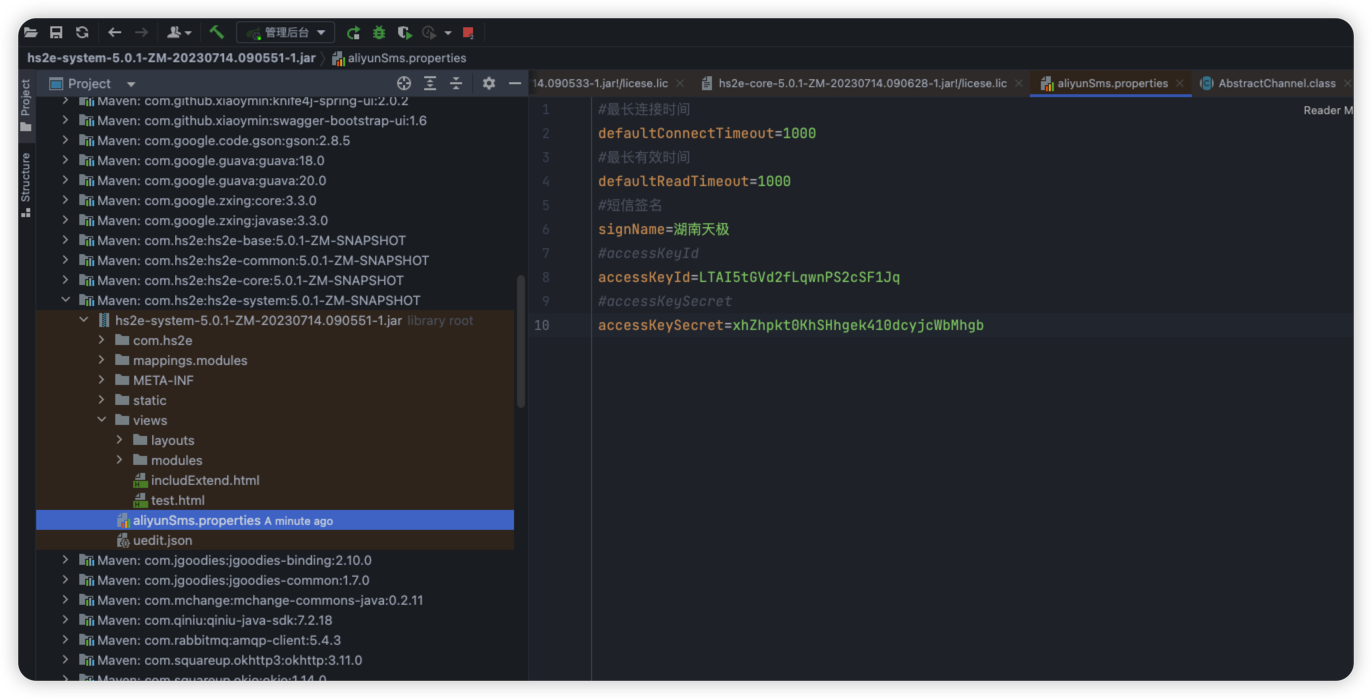 管理后台
hs2e-system-5.0.1-ZM-20230714.090551-1.jar aliyunSms.properties
Project
Structure
Project
Maven: com.github.xiaoymin:knife4j-spring-ui:2.0.2
Maven: com.github.xiaoymin:swagger-bootstrap-ui:1.6
Maven: com.google.code.gson:gson:2.8.5
Maven: com.google.guava:guava:18.0
Maven: com.google.guava:guava:20.0
Maven: com.google.zxing:core:3.3.0
Maven: com.google.zxing:javase:3.3.0
Maven: com.hs2e:hs2e-base:5.0.1-ZM-SNAPSHOT
Maven: com.hs2e:hs2e-common:5.0.1-ZM-SNAPSHOT
Maven: com.hs2e:hs2e-core:5.0.1-ZM-SNAPSHOT
Maven: com.hs2e:hs2e-system:5.0.1-ZM-SNAPSHOT
hs2e-system-5.0.1-ZM-20230714.090551-1.jar library root
com.hs2e
mappings.modules
META-INF
static
views
layouts
modules
includExtend.html
test.html
aliyunSms.properties A minute ago
uedit.json
Maven: com.jgoodies:jgoodies-binding:2.10.0
Maven: com.jgoodies:jgoodies-common:1.7.0
Maven: com.mchange:mchange-commons-java:0.2.11
Maven: com.qiniu:qiniu-java-sdk:7.2.18
Maven: com.rabbitmq:amqp-client:5.4.3
Maven: com.squareup.okhttp3:okhttp:3.11.0
Maven: com.squareup.okio:okio:1.14.0
14.090533-1.jar!/licese.lic hs2e-core-5.0.1-ZM-20230714.090628-1.jar!/licese.lic aliyunSms.properties AbstractChannel.class
Reader M
1 #最长连接时间
2 defaultConnectTimeout=1000
3 #最长有效时间
4 defaultReadTimeout=1000
5 #短信签名
6 signName=湖南天极
7 #accessKeyId
8 accessKeyId=LTAI5tGVd2fLqwnPS2cSF1Jq
9 #accessKeySecret
10 accessKeySecret=xhZhpkt0KhSHhgek410dcyjcWbMhgb